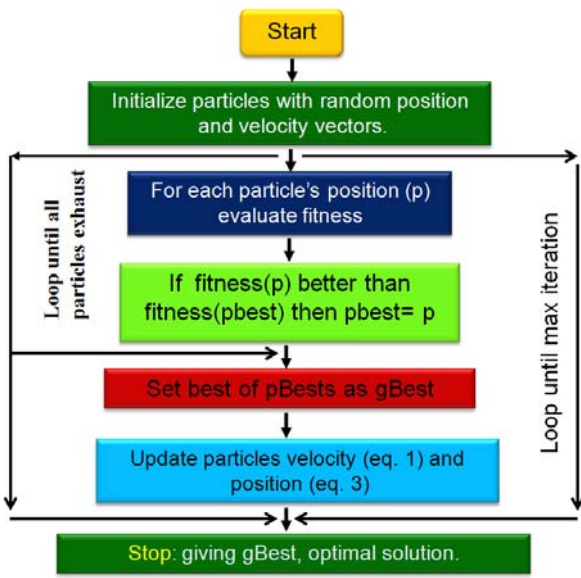 Start
Initialize particles with random position
and velocity vectors.
For each particle's position (p)
evaluate fitness
Loop until all
particles exhaust
If fitness(p) better than
fitness(pbest) then pbest= p
Loop until max iteration
Set best of pBests as gBest
Update particles velocity (eq. 1) and
position (eq. 3)
Stop: giving gBest, optimal solution.